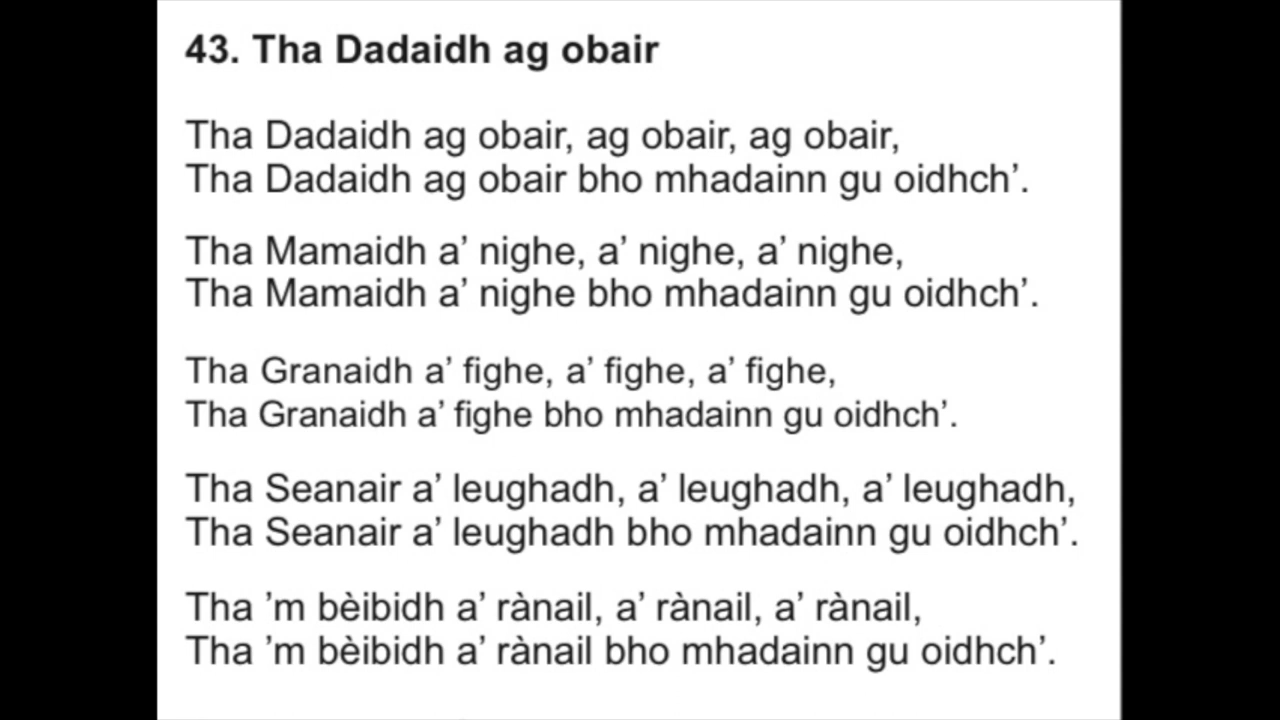 43. Tha Dadaidh ag obair
Tha Dadaidh ag obair, ag obair, ag obair,
Tha Dadaidh ag obair bho mhadainn gu oidhch’.
Tha Mamaidh a’ nighe, a’ nighe, a’ nighe,
Tha Mamaidh a’ nighe bho mhadainn gu oidhch’.
Tha Granaidh a’ fighe, a’ fighe, a’ fighe,
Tha Granaidh a’ fighe bho mhadainn gu oidhch’.
Tha Seanair a’ leughadh, a’ leughadh, a’ leughadh,
Tha Seanair a’ leughadh bho mhadainn gu oidhch’.
Tha ’m bèibidh a’ rànail, a’ rànail, a’ rànail,
Tha ’m bèibidh a’ rànail bho mhadainn gu oidhch’.